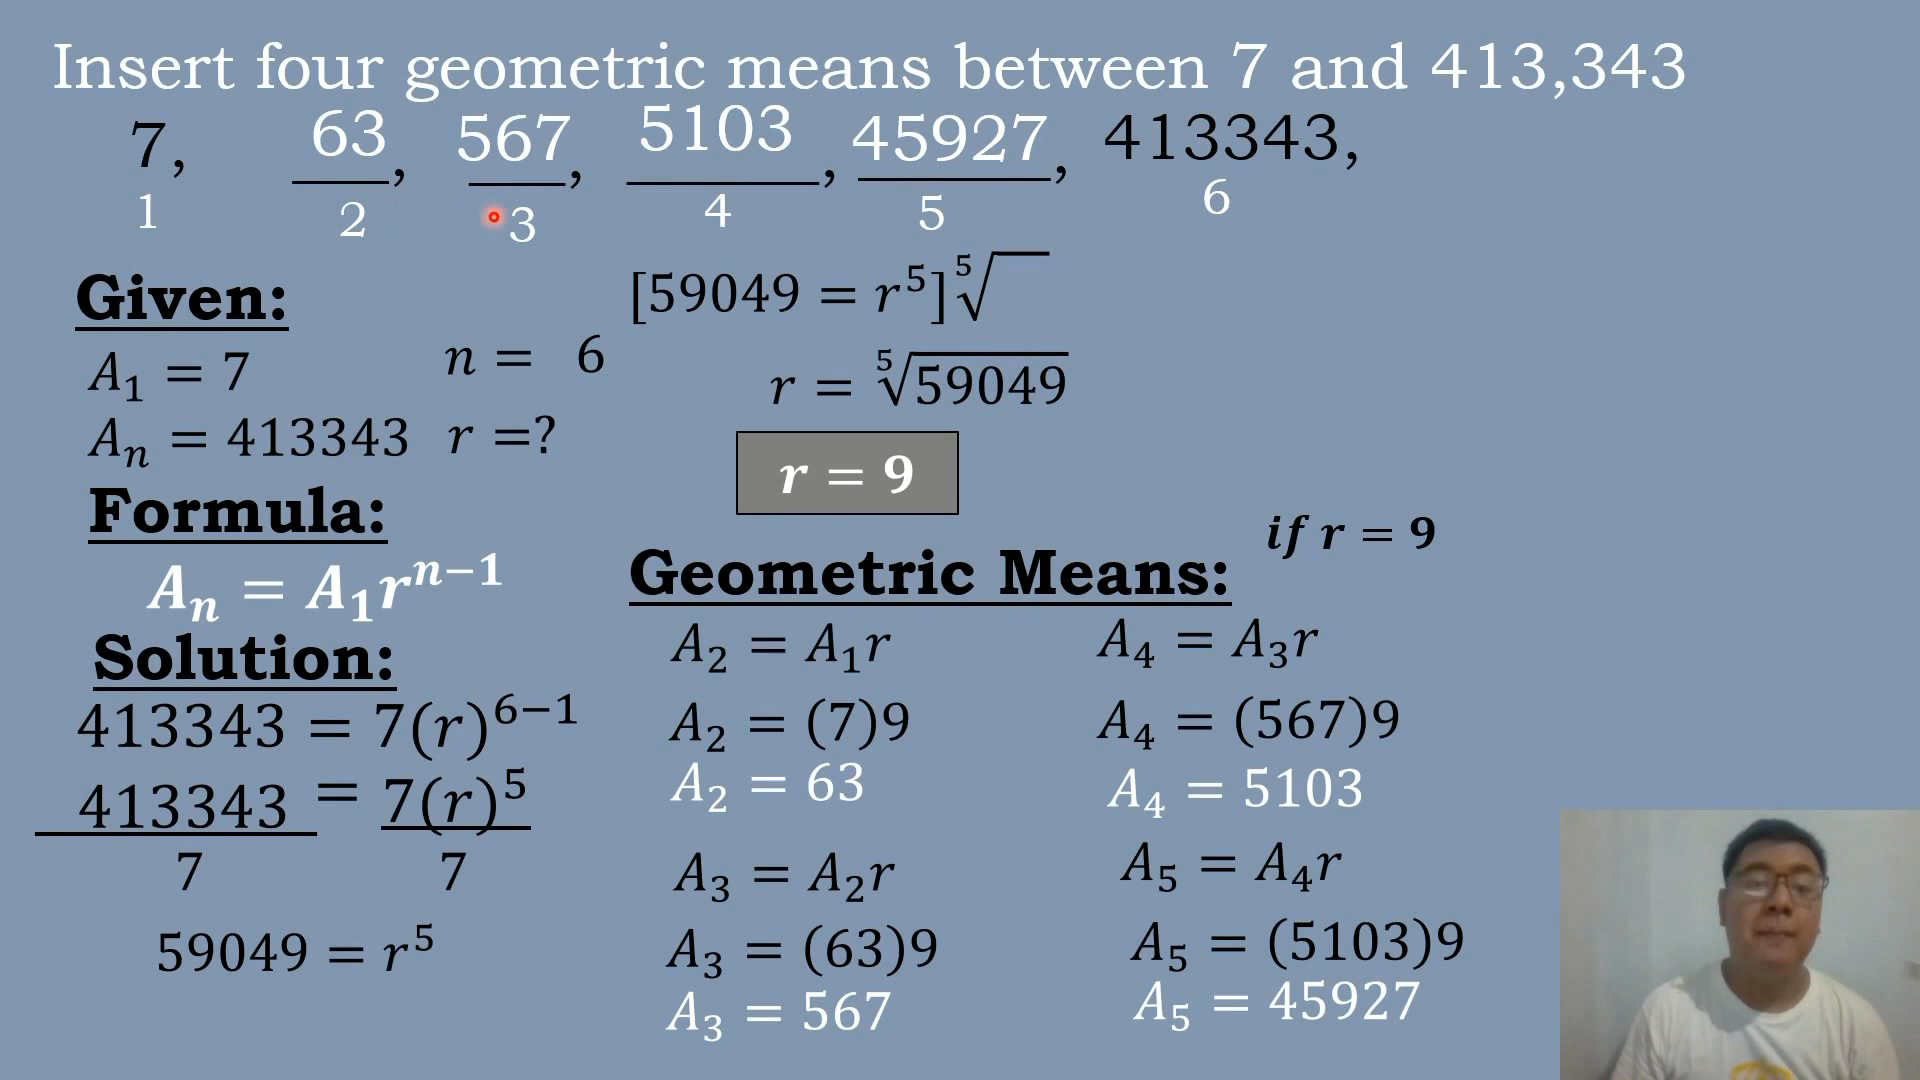 Insert four geometric means between 7 and 413,343
7, 63, 567, 5103, 45927, 413343,
1 2 3 4 5 6
Given:
A₁ = 7 n = 6
Aₙ = 413343 r =?
Formula:
Aₙ = A₁rⁿ⁻¹
Solution:
413343 = 7(r)⁶⁻¹
413343 = 7(r)⁵
7 7
59049 = r⁵
[59049 = r⁵]⁵√
r = ⁵√59049
r = 9
Geometric Means: if r = 9
A₂ = A₁r
A₂ = (7)9
A₂ = 63
A₃ = A₂r
A₃ = (63)9
A₃ = 567
A₄ = A₃r
A₄ = (567)9
A₄ = 5103
A₅ = A₄r
A₅ = (5103)9
A₅ = 45927